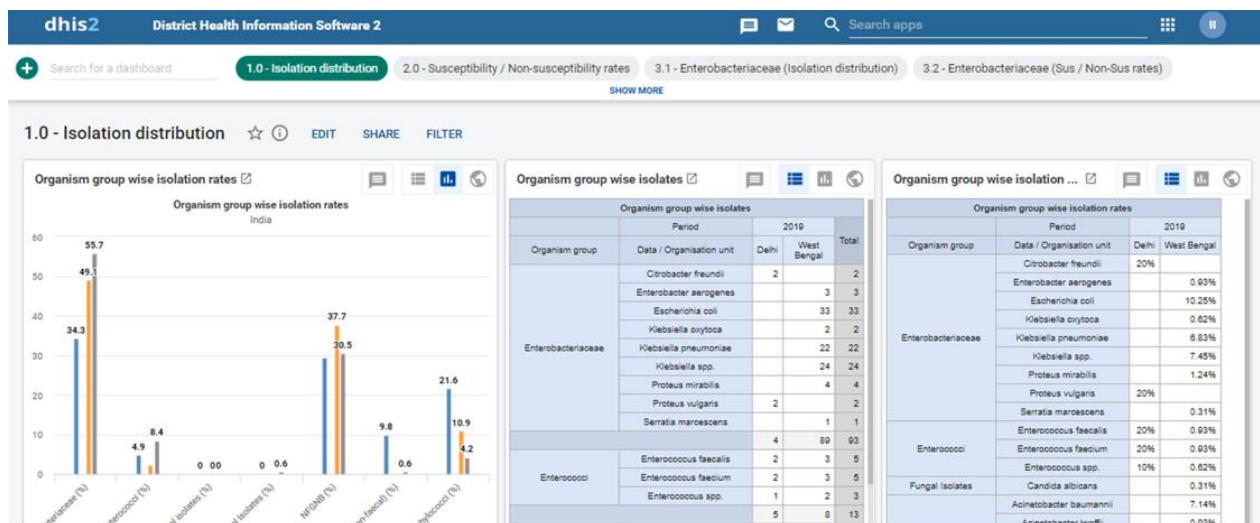 dhis2 District Health Information Software 2 Search apps II
Search for a dashboard 1.0 - Isolation distribution 2.0 - Susceptibility / Non-susceptibility rates 3.1 - Enterobacteriaceae (Isolation distribution) 3.2 - Enterobacteriaceae (Sus / Non-Sus rates)
SHOW MORE
1.0 - Isolation distribution EDIT SHARE FILTER
Organism group wise isolation rates
Organism group wise isolation rates
India
60
50
40
30
20
10
0
34.3 49.1 55.7
4.9 8.4
0 00
0 0.6
37.7 30.5
9.8 0.6
21.6 10.9 4.2
teriaceae (%)
erococci (%)
al Isolates (%)
Isolates (%)
NFGNB (%)
n faecal) (%)
hylococci (%)
Organism group wise isolates
Organism group wise isolates
Period 2019 Total
Organism group Data / Organisation unit Delhi West Bengal
Enterobacteriaceae
Citrobacter freundii 2 2
Enterobacter aerogenes 3 3
Escherichia coli 33 33
Klebsiella oxytoca 2 2
Klebsiella pneumoniae 22 22
Klebsiella spp. 24 24
Proteus mirabilis 4 4
Proteus vulgaris 2 2
Serratia marcescens 1 1
4 89 93
Enterococci
Enterococcus faecalis 2 3 5
Enterococcus faecium 2 3 5
Enterococcus spp. 1 2 3
5 8 13
Organism group wise isolation ...
Organism group wise isolation rates
Period 2019
Organism group Data / Organisation unit Delhi West Bengal
Enterobacteriaceae
Citrobacter freundii 20%
Enterobacter aerogenes 0.93%
Escherichia coli 10.25%
Klebsiella oxytoca 0.62%
Klebsiella pneumoniae 6.83%
Klebsiella spp. 7.45%
Proteus mirabilis 1.24%
Proteus vulgaris 20%
Serratia marcescens 0.31%
Enterococci
Enterococcus faecalis 20% 0.93%
Enterococcus faecium 20% 0.93%
Enterococcus spp. 10% 0.62%
Fungal Isolates Candida albicans 0.31%
Acinetobacter baumannii 7.14%